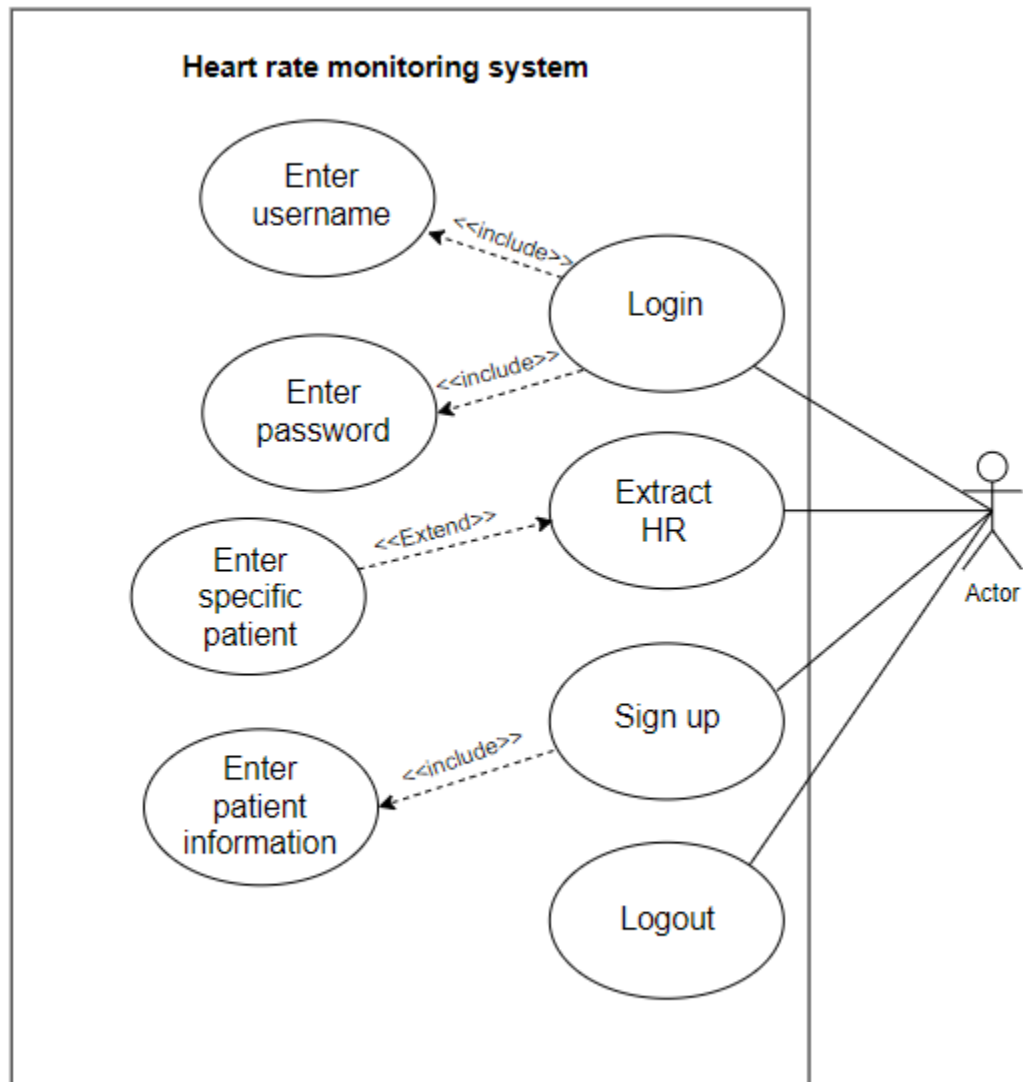 Heart rate monitoring system
Enter
username
<<include>>
Login
<<include>>
Enter
password
Extract
HR
<<Extend>>
Enter
specific
patient
Actor
Sign up
<<include>>
Enter
patient
information
Logout